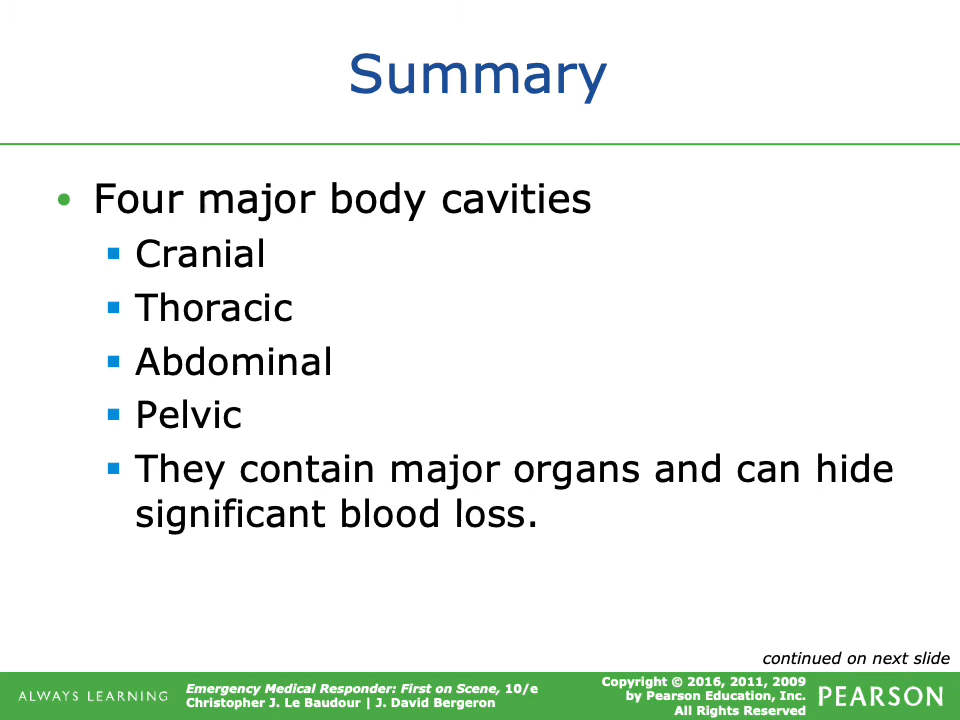 Summary
• Four major body cavities
▪ Cranial
▪ Thoracic
▪ Abdominal
▪ Pelvic
▪ They contain major organs and can hide
significant blood loss.
continued on next slide
ALWAYS LEARNING
Emergency Medical Responder: First on Scene, 10/e
Christopher J. Le Baudour | J. David Bergeron
Copyright © 2016, 2011, 2009
by Pearson Education, Inc.
All Rights Reserved
PEARSON